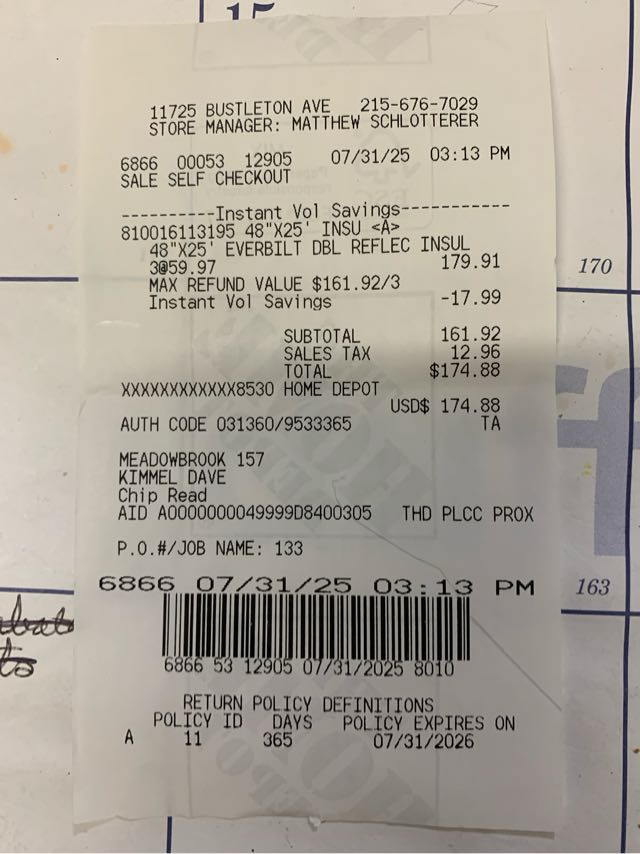 15
11725 BUSTLETON AVE 215-676-7029
STORE MANAGER: MATTHEW SCHLOTTERER
6866 00053 12905 07/31/25 03:13 PM
SALE SELF CHECKOUT
----------Instant Vol Savings-----------
810016113195 48"X25' INSU <A>
48"X25' EVERBILT DBL REFLEC INSUL
3@59.97 179.91
MAX REFUND VALUE $161.92/3
Instant Vol Savings -17.99
170
SUBTOTAL 161.92
SALES TAX 12.96
TOTAL $174.88
XXXXXXXXXXXX8530 HOME DEPOT
USD$ 174.88
AUTH CODE 031360/9533365 TA
MEADOWBROOK 157
KIMMEL DAVE
Chip Read
AID A0000000049999D8400305 THD PLCC PROX
P.O.#/JOB NAME: 133
6866 07/31/25 03:13 PM
163
6866 53 12905 07/31/2025 8010
RETURN POLICY DEFINITIONS
POLICY ID DAYS POLICY EXPIRES ON
A 11 365 07/31/2026